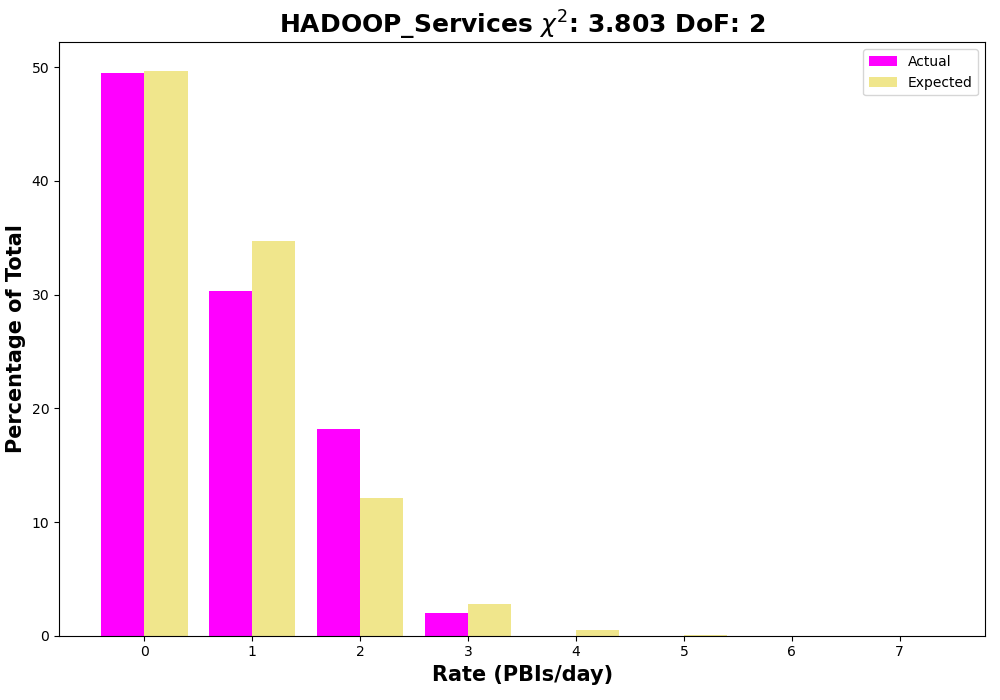 HADOOP_Services χ²: 3.803 DoF: 2
Actual
Expected
Percentage of Total
50
40
30
20
10
0
0 1 2 3 4 5 6 7
Rate (PBIs/day)